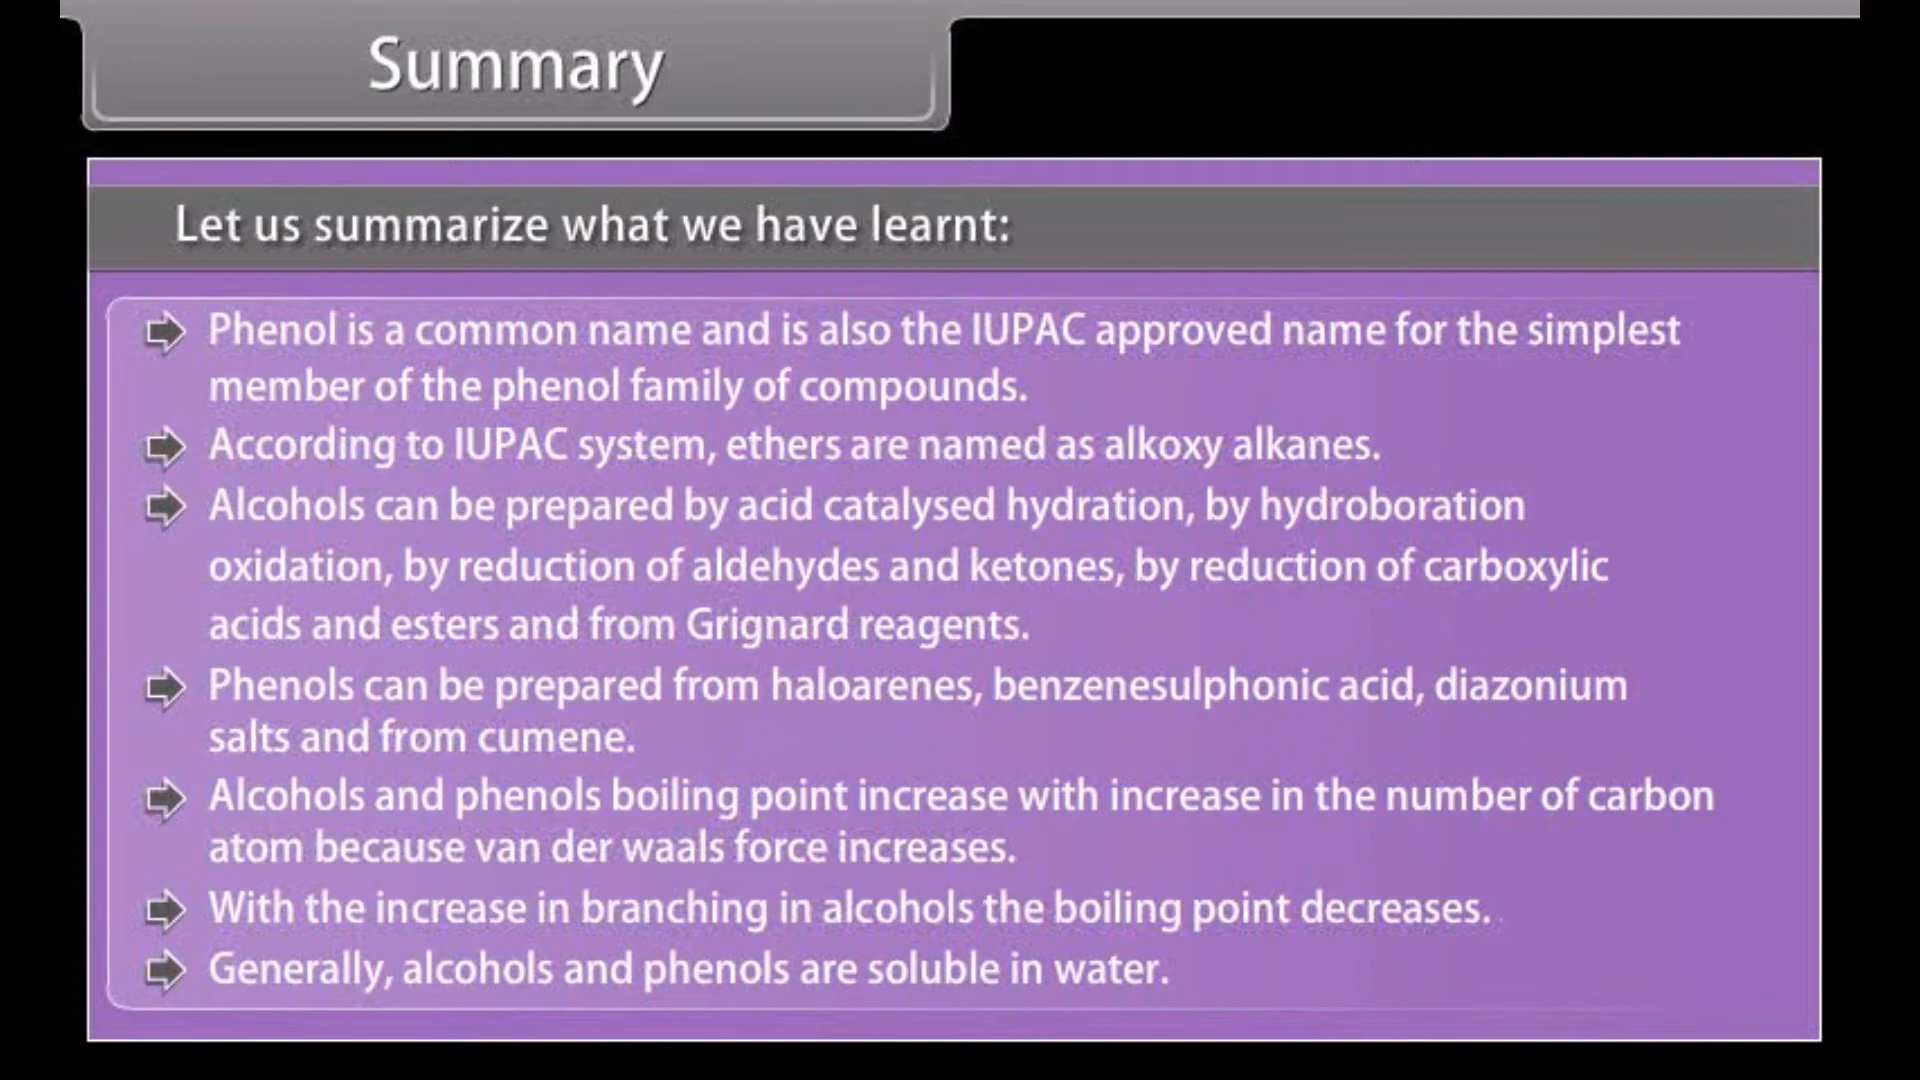 Summary
Let us summarize what we have learnt:
Phenol is a common name and is also the IUPAC approved name for the simplest
member of the phenol family of compounds.
According to IUPAC system, ethers are named as alkoxy alkanes.
Alcohols can be prepared by acid catalysed hydration, by hydroboration
oxidation, by reduction of aldehydes and ketones, by reduction of carboxylic
acids and esters and from Grignard reagents.
Phenols can be prepared from haloarenes, benzenesulphonic acid, diazonium
salts and from cumene.
Alcohols and phenols boiling point increase with increase in the number of carbon
atom because van der waals force increases.
With the increase in branching in alcohols the boiling point decreases.
Generally, alcohols and phenols are soluble in water.